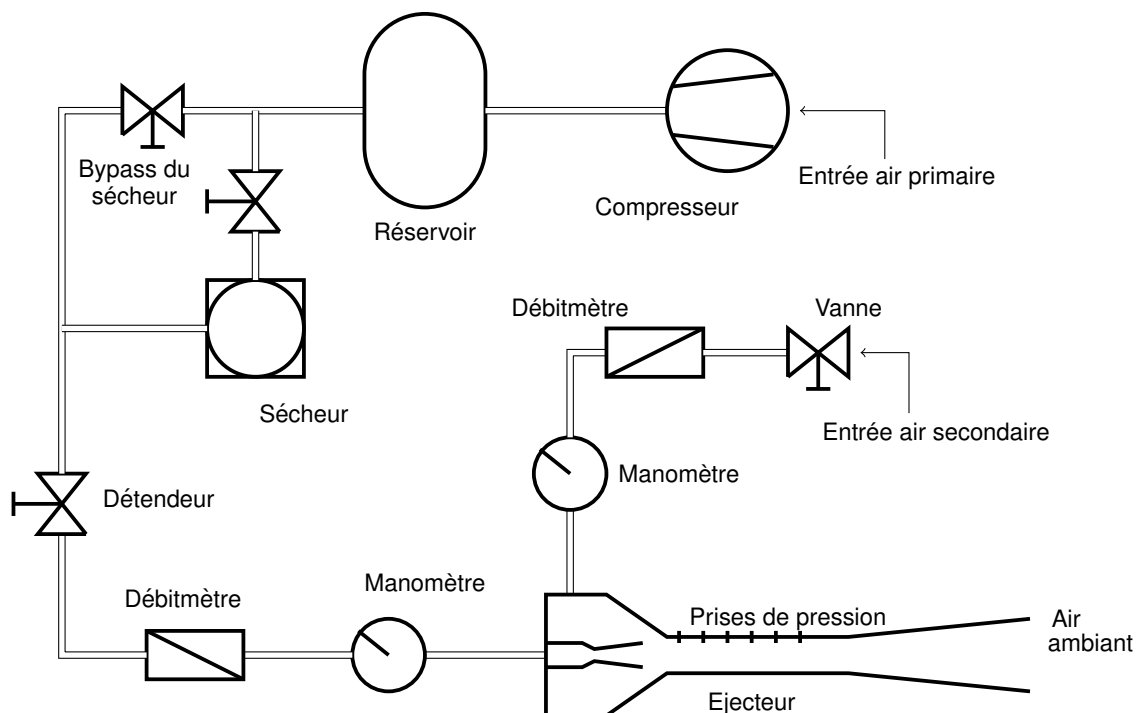 Bypass du
sécheur
Réservoir
Compresseur
Entrée air primaire
Débitmètre
Vanne
Sécheur
Entrée air secondaire
Manomètre
Détendeur
Débitmètre
Manomètre
Prises de pression
Air
ambiant
Ejecteur